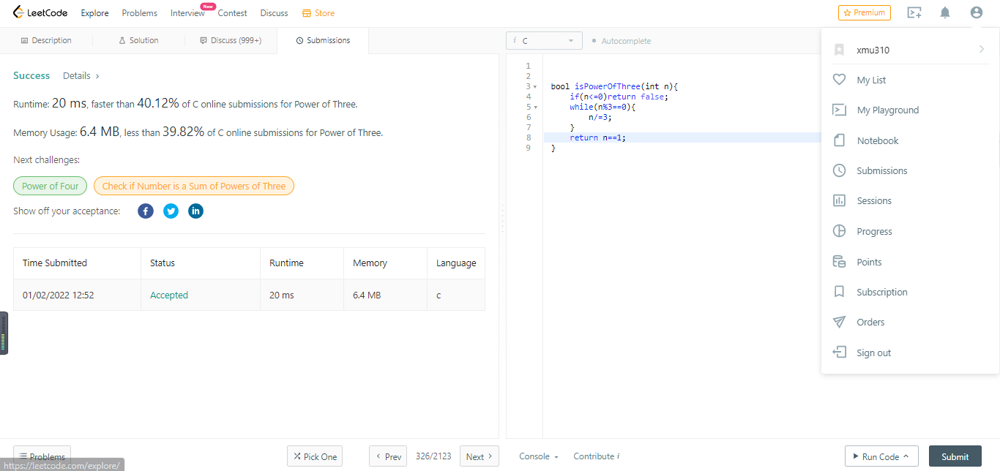 LeetCode Explore Problems Interview New Contest Discuss Store Premium
Description Solution Discuss (999+) Submissions i C Autocomplete
Success Details ›
Runtime: 20 ms, faster than 40.12% of C online submissions for Power of Three.
Memory Usage: 6.4 MB, less than 39.82% of C online submissions for Power of Three.
Next challenges:
Power of Four Check if Number is a Sum of Powers of Three
Show off your acceptance:
Time Submitted Status Runtime Memory Language
01/02/2022 12:52 Accepted 20 ms 6.4 MB c
1
2
3 bool isPowerOfThree(int n){
4 if(n<=0)return false;
5 while(n%3==0){
6 n/=3;
7 }
8 return n==1;
9 }
xmu310
My List
My Playground
Notebook
Submissions
Sessions
Progress
Points
Subscription
Orders
Sign out
Problems Pick One ‹ Prev 326/2123 Next › Console Contribute i Run Code Submit
https://leetcode.com/explore/